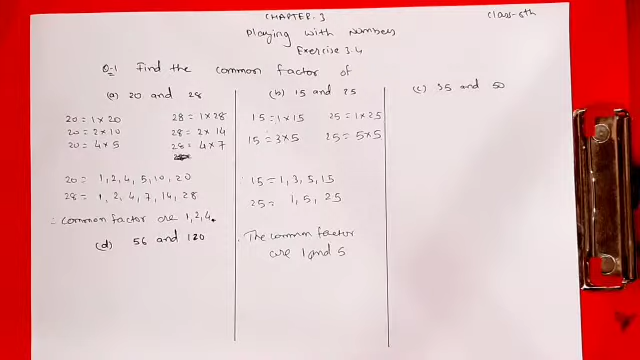 CHAPTER. 3
Class-6th
Playing with Numbers
Exercise 3.4
Q.1 Find the common factor of
(a) 20 and 28
20 = 1 × 20
28 = 1 × 28
20 = 2 × 10
28 = 2 × 14
20 = 4 × 5
28 = 4 × 7
20 = 1, 2, 4, 5, 10, 20
28 = 1, 2, 4, 7, 14, 28
= common factor are 1, 2, 4.
(b) 15 and 25
15 = 1 × 15
25 = 1 × 25
15 = 3 × 5
25 = 5 × 5
15 = 1, 3, 5, 15
25 = 1, 5, 25
The common factor
are 1 and 5
(c) 35 and 50
(d) 56 and 120